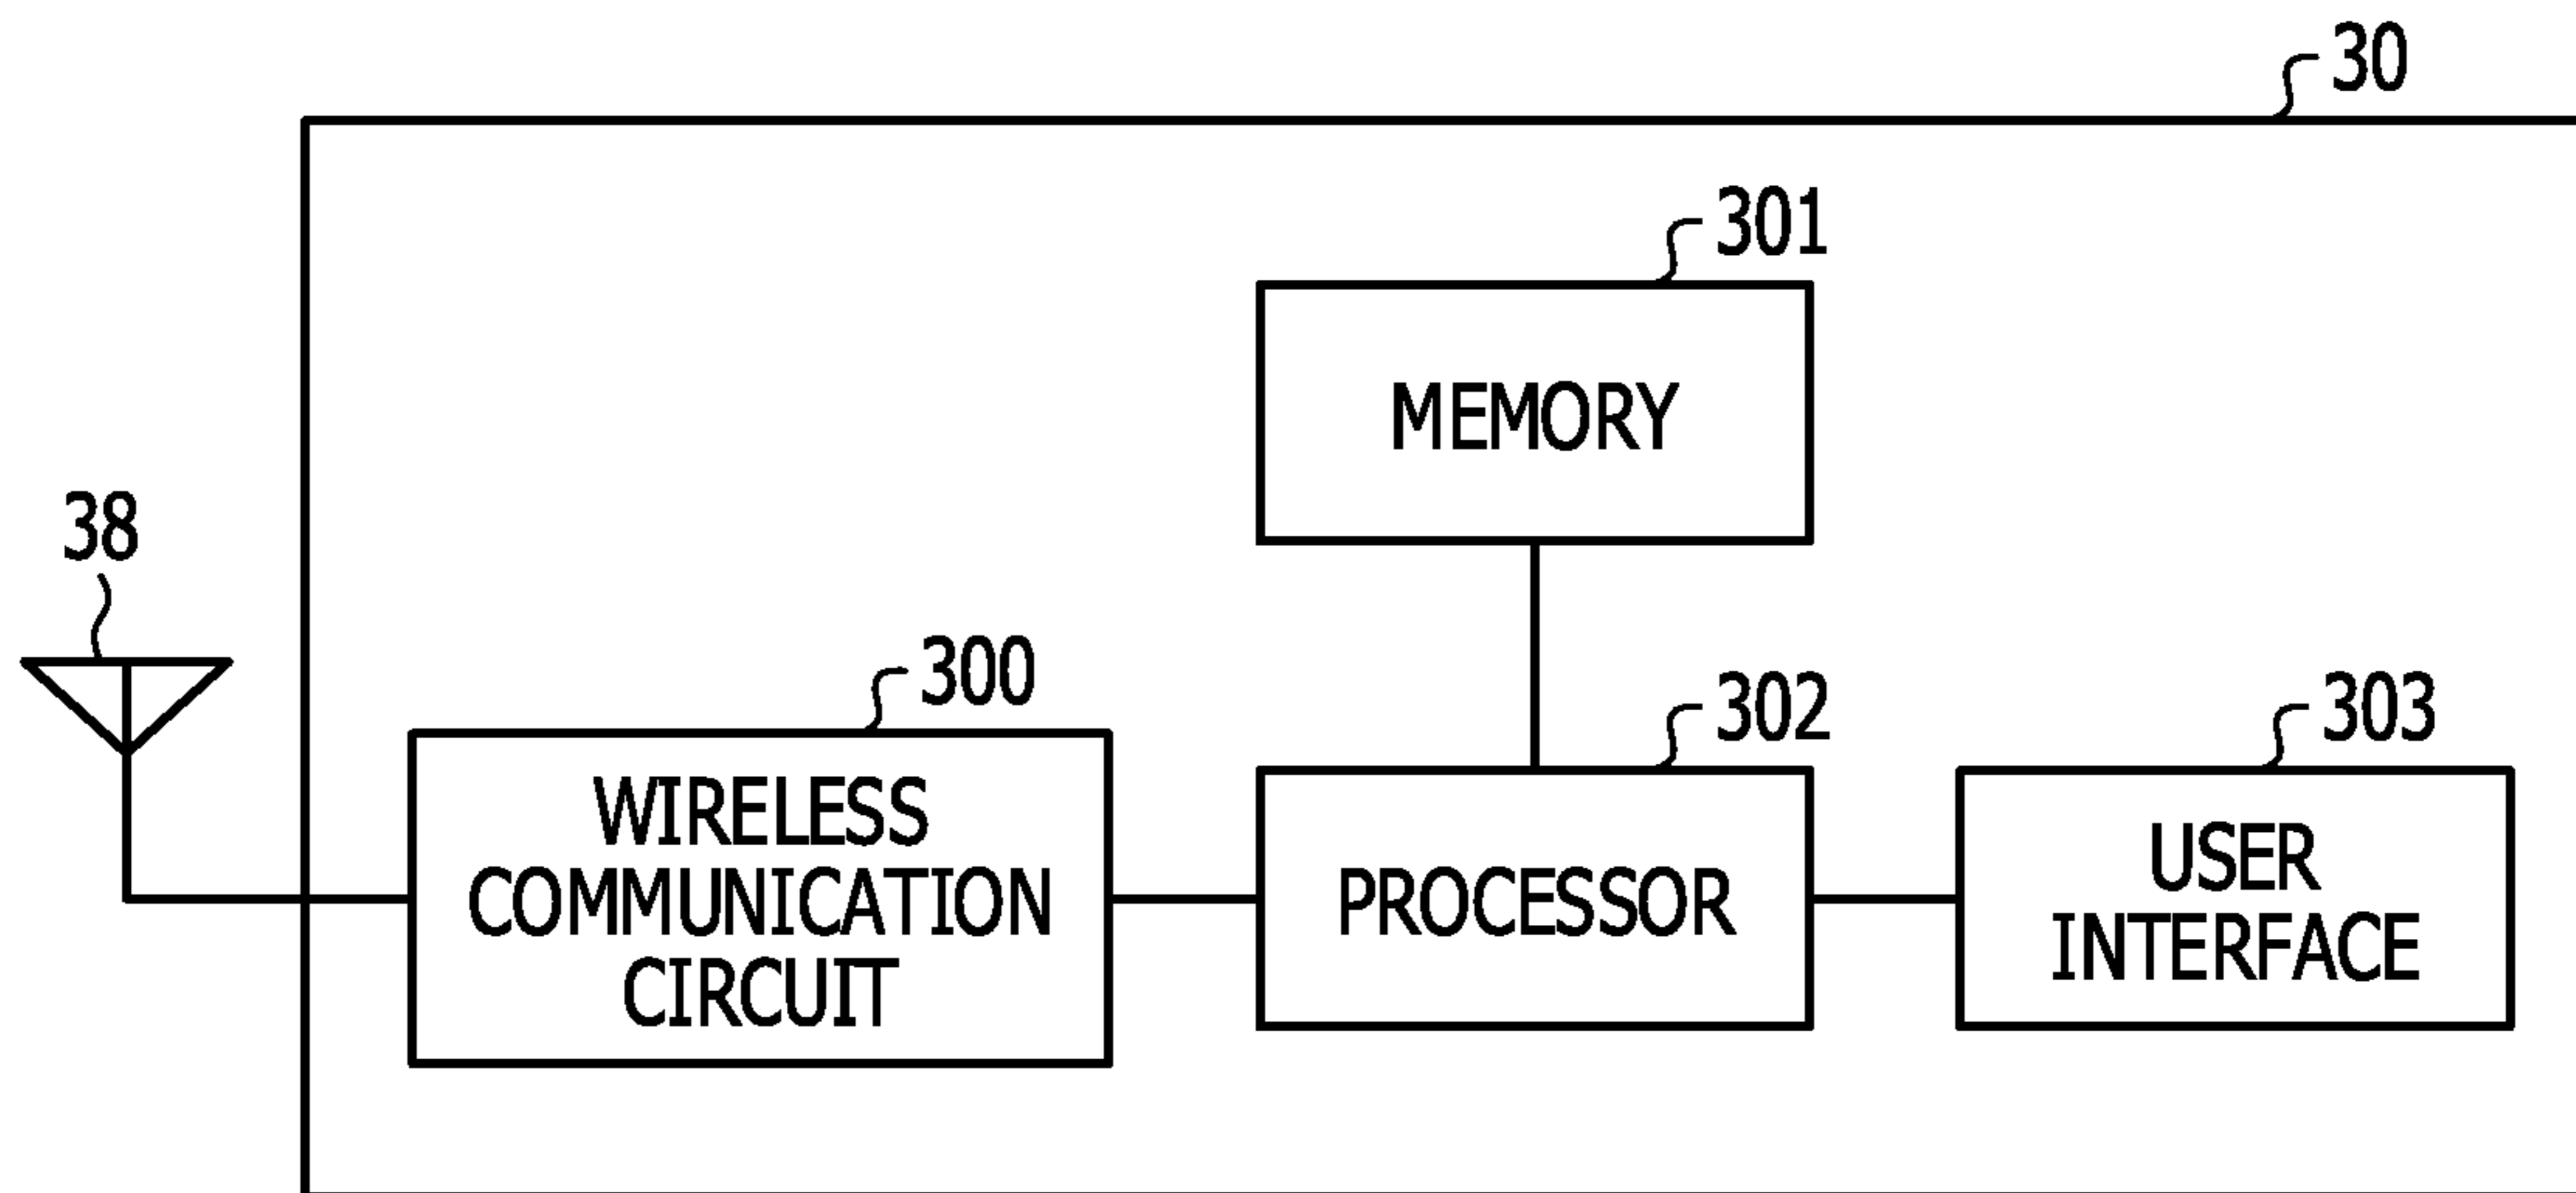 30
301
MEMORY
38
300
302
303
WIRELESS
COMMUNICATION
CIRCUIT
PROCESSOR
USER
INTERFACE